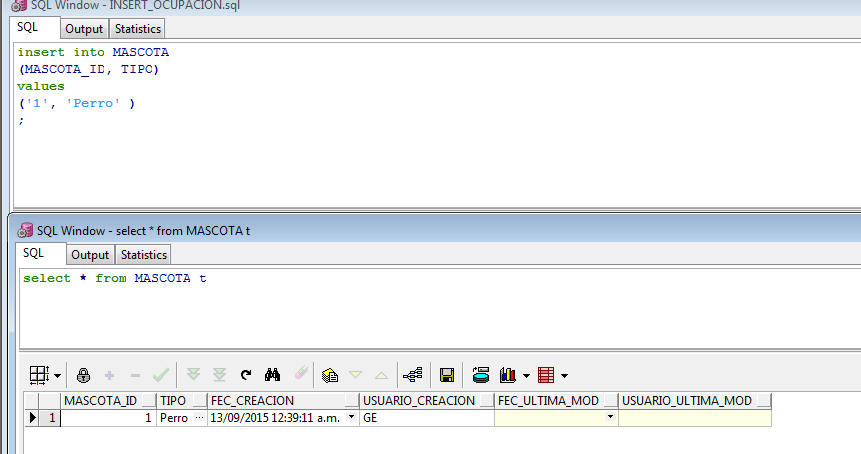 SQL Window - INSERT_OCUPACION.sql
SQL Output Statistics
insert into MASCOTA
(MASCOTA_ID, TIPO)
values
('1', 'Perro' )
;
SQL Window - select * from MASCOTA t
SQL Output Statistics
select * from MASCOTA t
MASCOTA_ID TIPO FEC_CREACION USUARIO_CREACION FEC_ULTIMA_MOD USUARIO_ULTIMA_MOD
1 1 Perro ··· 13/09/2015 12:39:11 a.m. GE